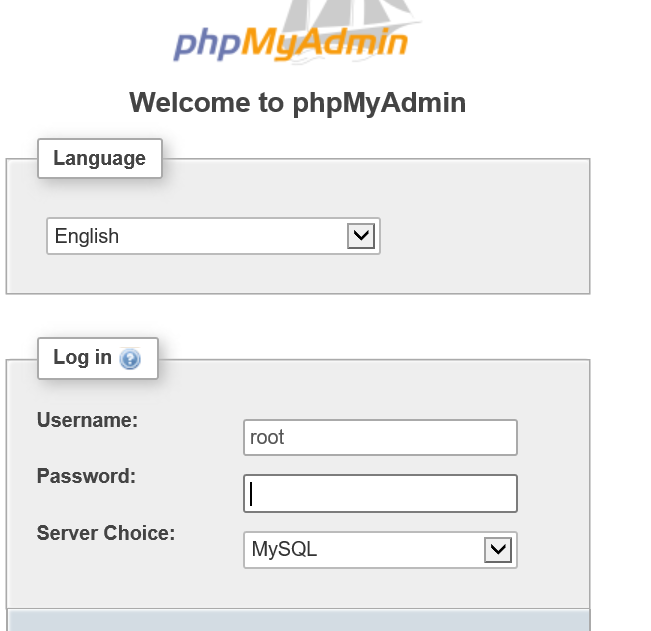 phpMyAdmin
Welcome to phpMyAdmin
Language
English
Log in
Username:
root
Password:
Server Choice:
MySQL